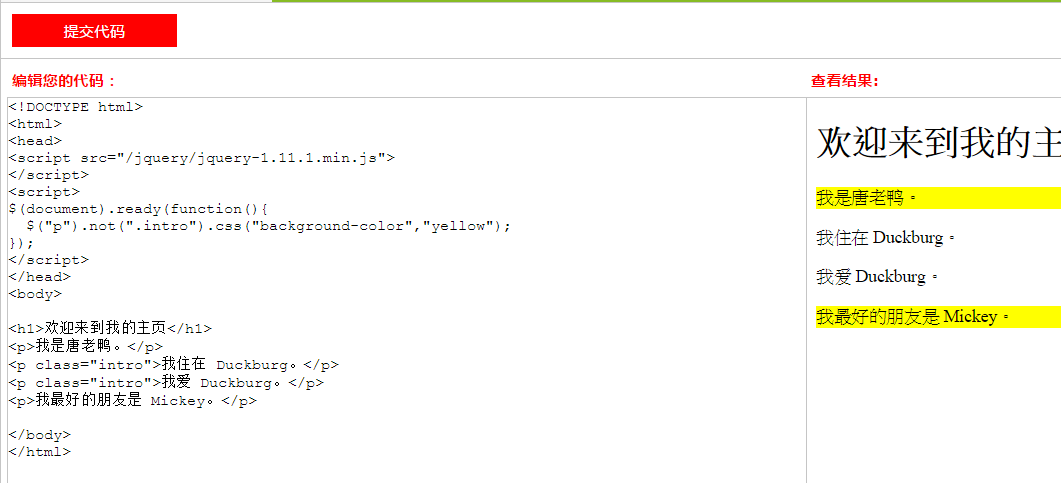 提交代码
编辑您的代码：
查看结果:
<!DOCTYPE html>
<html>
<head>
<script src="/jquery/jquery-1.11.1.min.js">
</script>
<script>
$(document).ready(function(){
  $("p").not(".intro").css("background-color","yellow");
});
</script>
</head>
<body>
<h1>欢迎来到我的主页</h1>
<p>我是唐老鸭。</p>
<p class="intro">我住在 Duckburg。</p>
<p class="intro">我爱 Duckburg。</p>
<p>我最好的朋友是 Mickey。</p>
</body>
</html>
欢迎来到我的主
我是唐老鸭。
我住在 Duckburg。
我爱 Duckburg。
我最好的朋友是 Mickey。